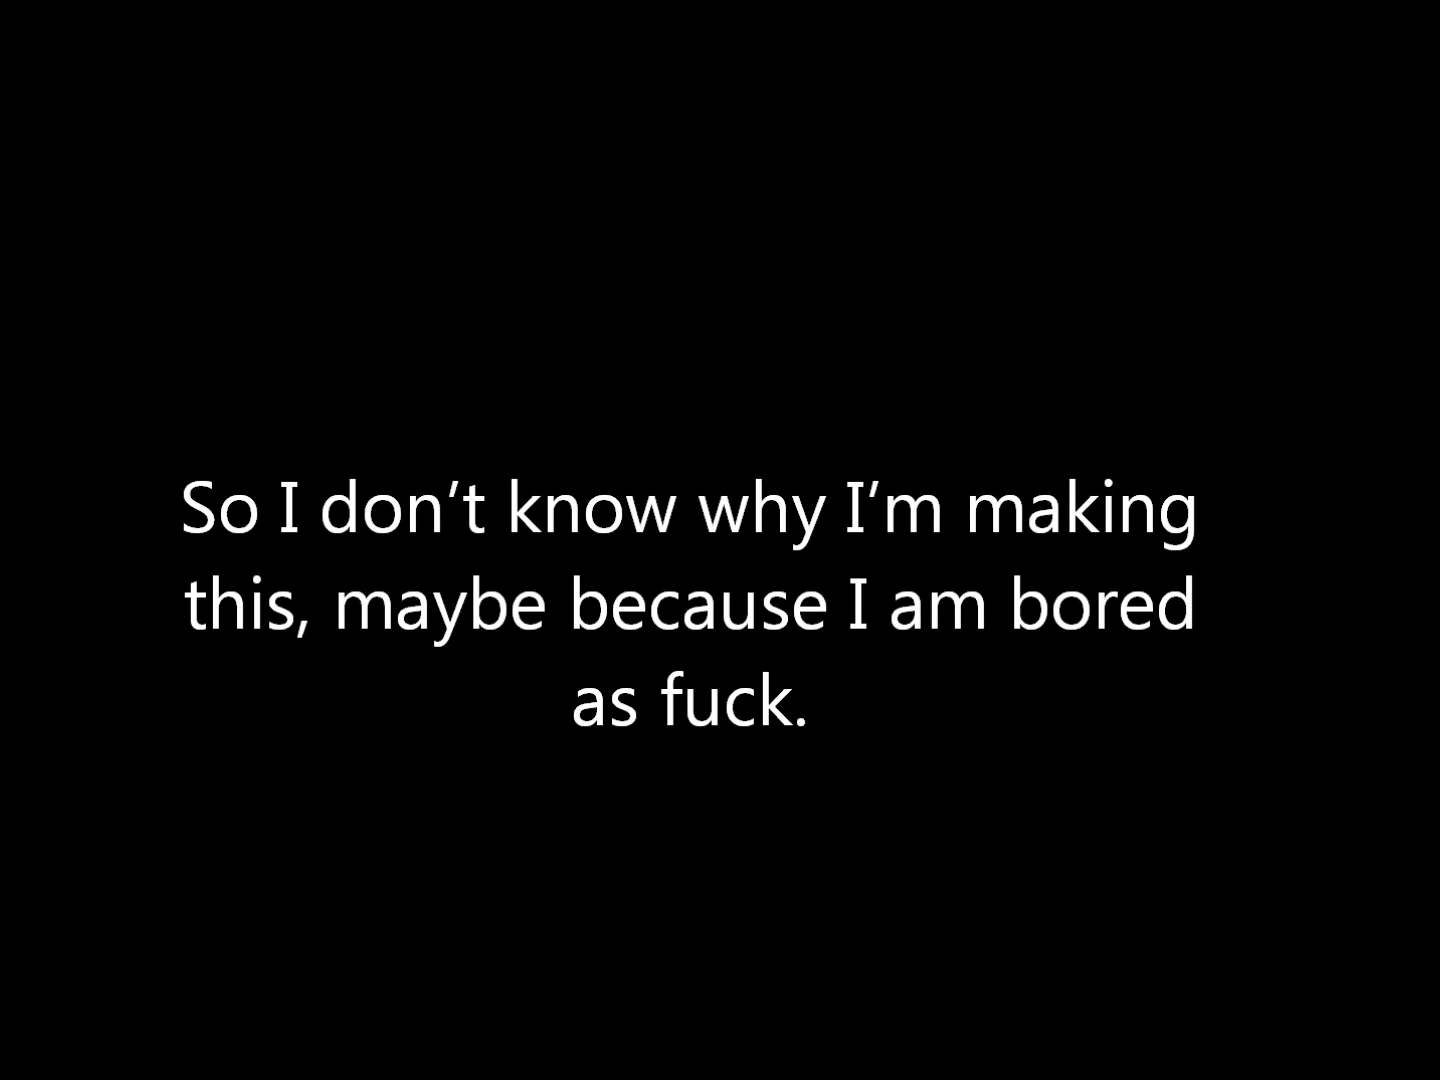 So I don’t know why I’m making
this, maybe because I am bored
as fuck.